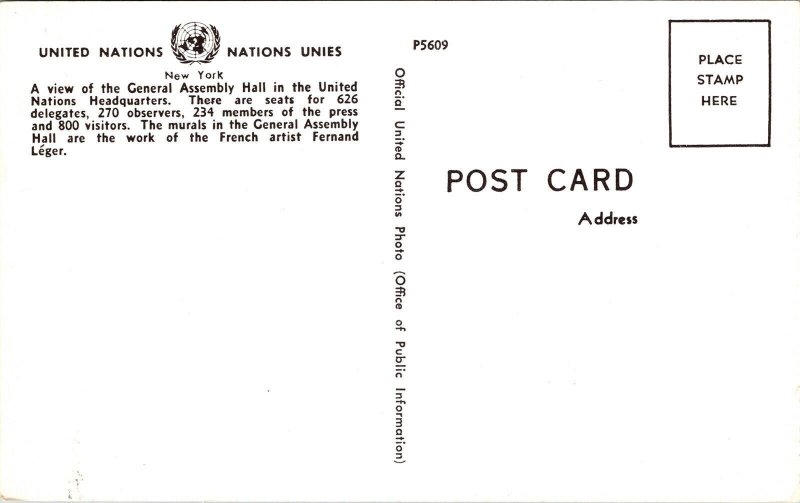 UNITED NATIONS NATIONS UNIES
New York
A view of the General Assembly Hall in the United
Nations Headquarters. There are seats for 626
delegates, 270 observers, 234 members of the press
and 800 visitors. The murals in the General Assembly
Hall are the work of the French artist Fernand
Léger.
P5609
Official United Nations Photo (Office of Public Information)
PLACE
STAMP
HERE
POST CARD
Address